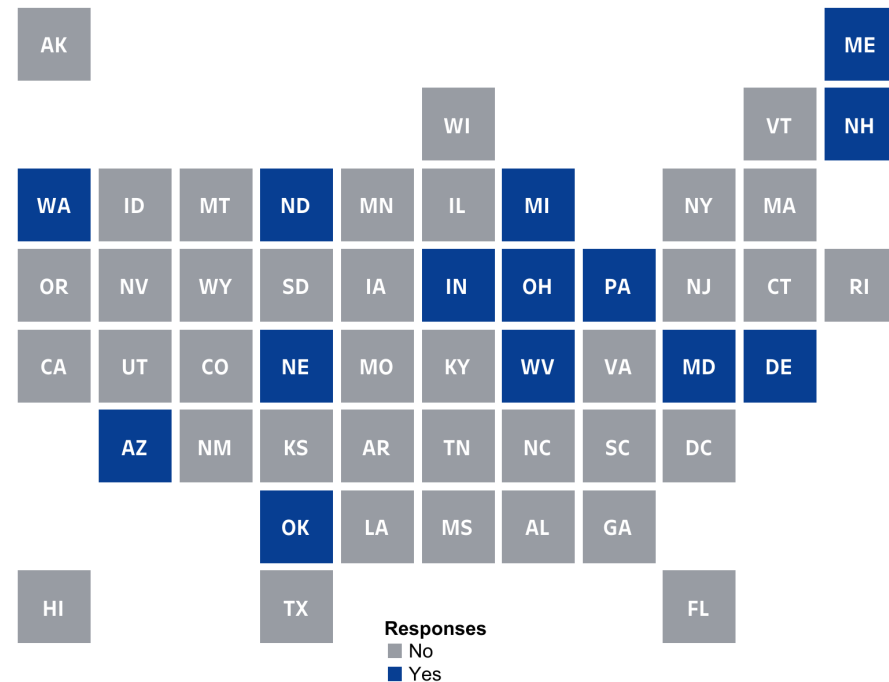 AK ME
WI VT NH
WA ID MT ND MN IL MI NY MA
OR NV WY SD IA IN OH PA NJ CT RI
CA UT CO NE MO KY WV VA MD DE
AZ NM KS AR TN NC SC DC
OK LA MS AL GA
HI TX FL
Responses
No
Yes